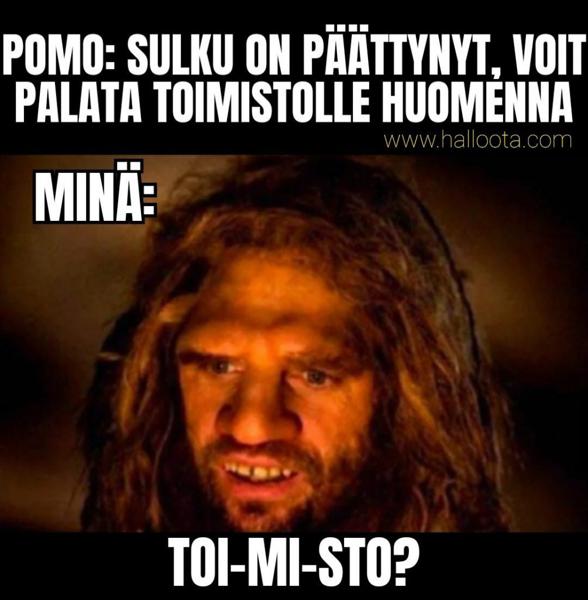 POMO: SULKU ON PÄÄTTYNYT, VOIT
PALATA TOIMISTOLLE HUOMENNA
www.halloota.com
MINÄ:
TOI-MI-STO?